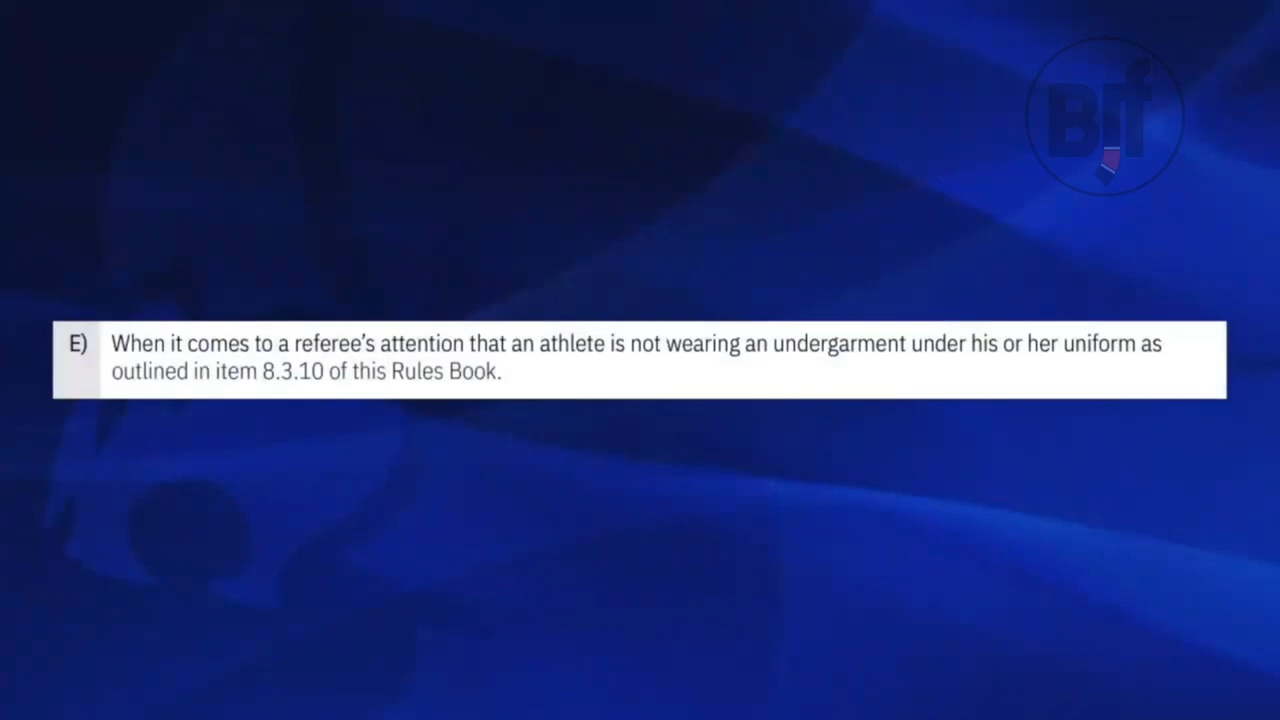 BJJf
E) When it comes to a referee's attention that an athlete is not wearing an undergarment under his or her uniform as
outlined in item 8.3.10 of this Rules Book.